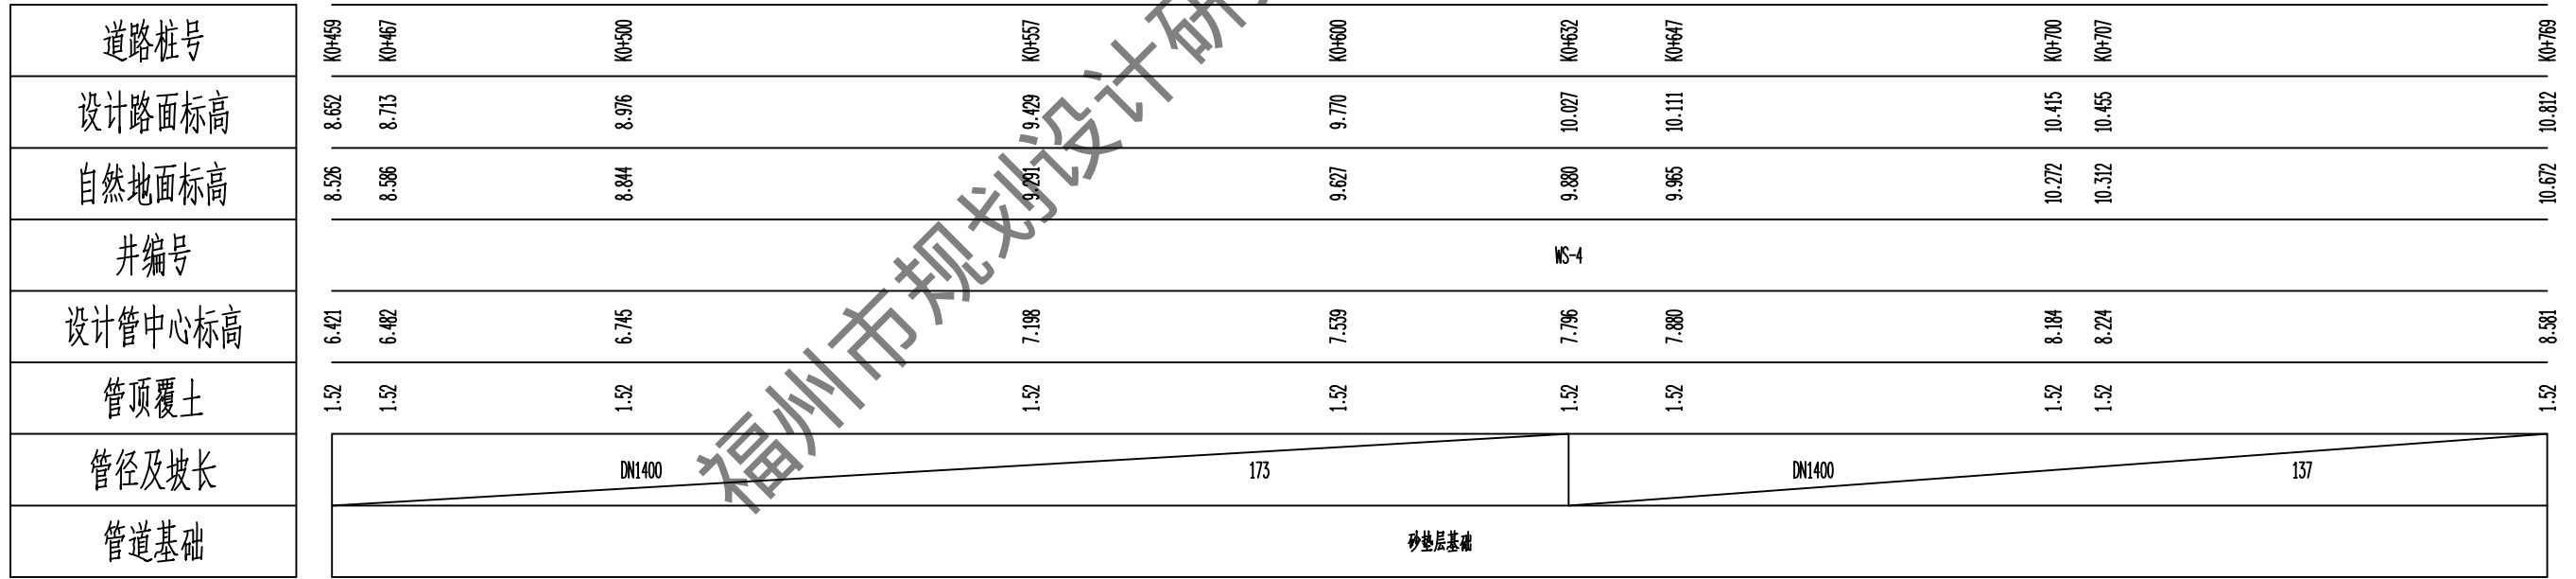 道路桩号 K0+459 K0+467 K0+500 K0+557 K0+600 K0+632 K0+647 K0+700 K0+707 K0+769
设计路面标高 8.652 8.713 8.976 9.429 9.770 10.027 10.111 10.415 10.455 10.812
自然地面标高 8.526 8.586 8.844 9.291 9.627 9.880 9.965 10.272 10.312 10.672
井编号 WS-4
设计管中心标高 6.421 6.482 6.745 7.198 7.539 7.796 7.880 8.184 8.224 8.581
管顶覆土 1.52 1.52 1.52 1.52 1.52 1.52 1.52 1.52 1.52 1.52
管径及坡长 DN1400 173 DN1400 137
管道基础 砂垫层基础
福州市规划设计研